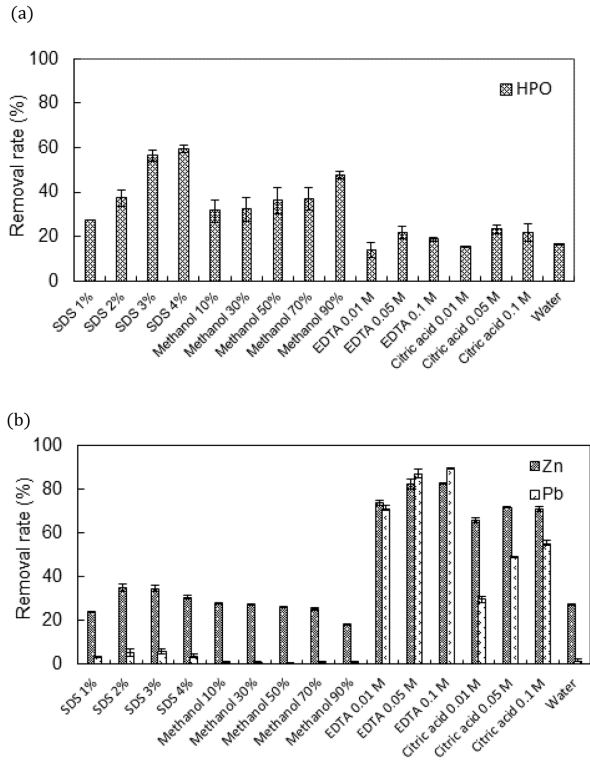 (a)
100
80
60
40
20
0
Removal rate (%)
HPO
SDS 1%
SDS 2%
SDS 3%
SDS 4%
Methanol 10%
Methanol 30%
Methanol 50%
Methanol 70%
Methanol 90%
EDTA 0.01 M
EDTA 0.05 M
EDTA 0.1 M
Citric acid 0.01 M
Citric acid 0.05 M
Citric acid 0.1 M
Water
(b)
100
80
60
40
20
0
Removal rate (%)
Zn
Pb
SDS 1%
SDS 2%
SDS 3%
SDS 4%
Methanol 10%
Methanol 30%
Methanol 50%
Methanol 70%
Methanol 90%
EDTA 0.01 M
EDTA 0.05 M
EDTA 0.1 M
Citric acid 0.01 M
Citric acid 0.05 M
Citric acid 0.1 M
Water